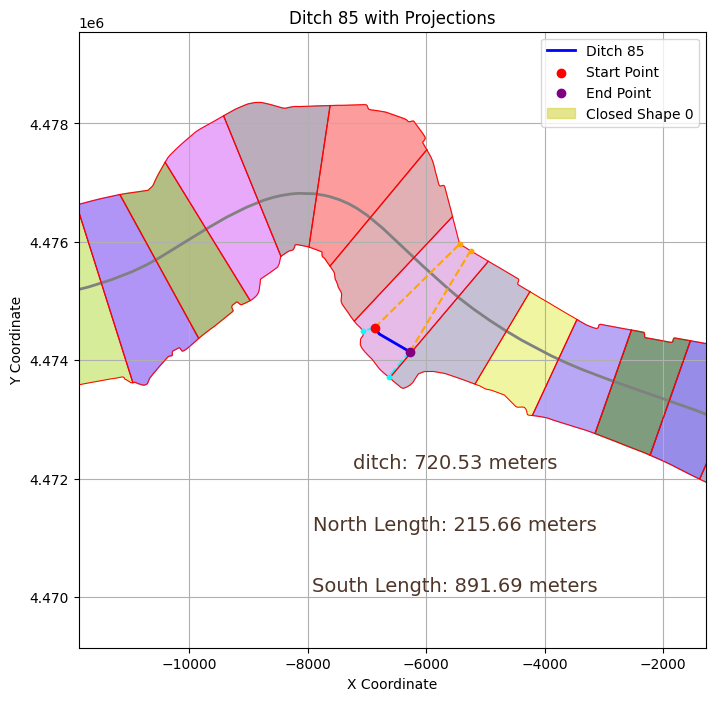 Ditch 85 with Projections
1e6
Ditch 85
Start Point
End Point
Closed Shape 0
4.478
4.476
4.474
4.472
4.470
Y Coordinate
ditch: 720.53 meters
North Length: 215.66 meters
South Length: 891.69 meters
−10000 −8000 −6000 −4000 −2000
X Coordinate